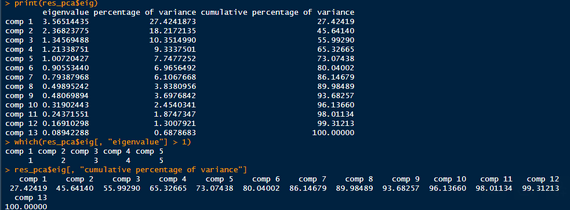 > print(res_pca$eig)
eigenvalue percentage of variance cumulative percentage of variance
comp 1 3.56514435 27.4241873 27.42419
comp 2 2.36823775 18.2172135 45.64140
comp 3 1.34569488 10.3514990 55.99290
comp 4 1.21338751 9.3337501 65.32665
comp 5 1.00720427 7.7477252 73.07438
comp 6 0.90553440 6.9656492 80.04002
comp 7 0.79387968 6.1067668 86.14679
comp 8 0.49895242 3.8380956 89.98489
comp 9 0.48069894 3.6976842 93.68257
comp 10 0.31902443 2.4540341 96.13660
comp 11 0.24371551 1.8747347 98.01134
comp 12 0.16910298 1.3007921 99.31213
comp 13 0.08942288 0.6878683 100.00000
> which(res_pca$eig[, "eigenvalue"] > 1)
comp 1 comp 2 comp 3 comp 4 comp 5
1 2 3 4 5
> res_pca$eig[, "cumulative percentage of variance"]
comp 1 comp 2 comp 3 comp 4 comp 5 comp 6 comp 7 comp 8 comp 9 comp 10 comp 11 comp 12
27.42419 45.64140 55.99290 65.32665 73.07438 80.04002 86.14679 89.98489 93.68257 96.13660 98.01134 99.31213
comp 13
100.00000